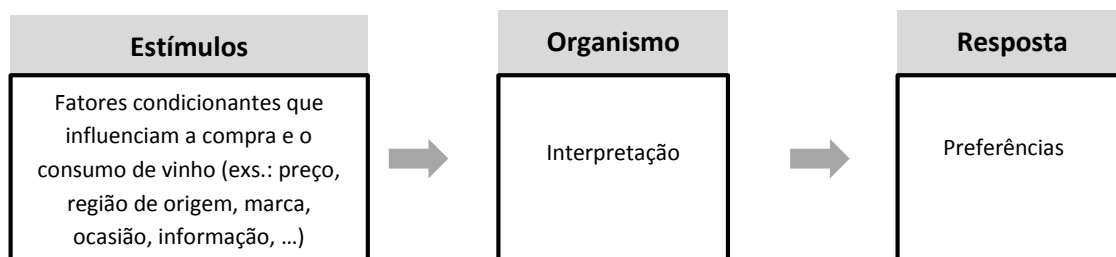 Estímulos
Fatores condicionantes que
influenciam a compra e o
consumo de vinho (exs.: preço,
região de origem, marca,
ocasião, informação, ...)
Organismo
Interpretação
Resposta
Preferências